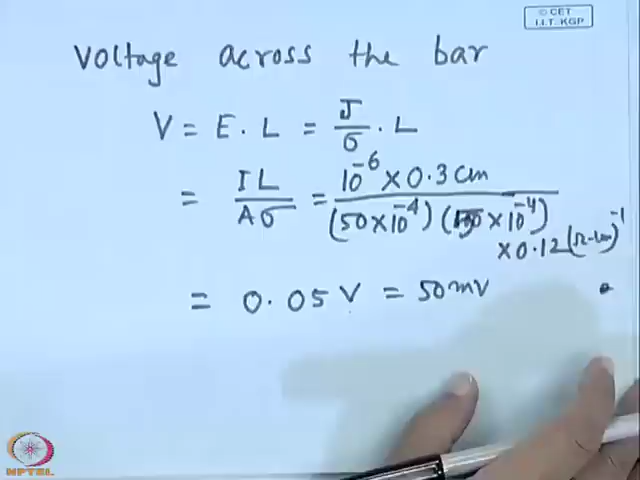 © CET
I.I.T. KGP
Voltage across the bar
V = E . L = J/σ . L
= IL/Aσ = 10⁻⁶ × 0.3 cm / (50×10⁻⁴) ( × 10⁻⁴)
× 0.12 (Ω-cm)⁻¹
= 0.05 V = 50 mV
NPTEL